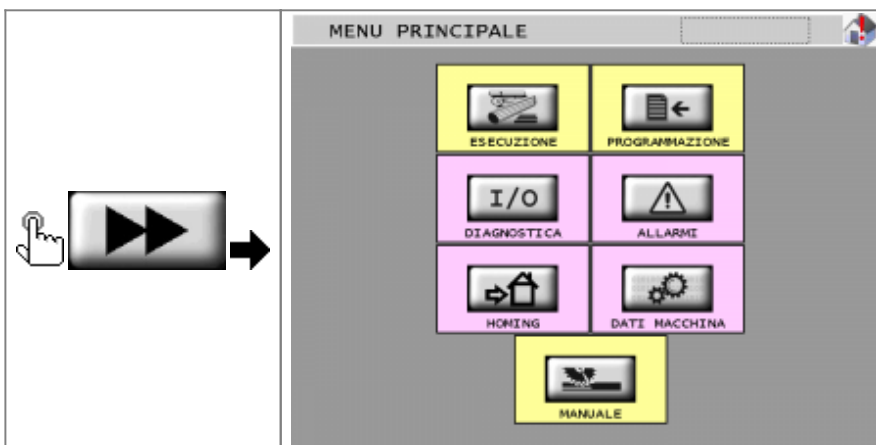 MENU PRINCIPALE
ESECUZIONE
PROGRAMMAZIONE
I/O
DIAGNOSTICA
ALLARMI
HOMING
DATI MACCHINA
MANUALE